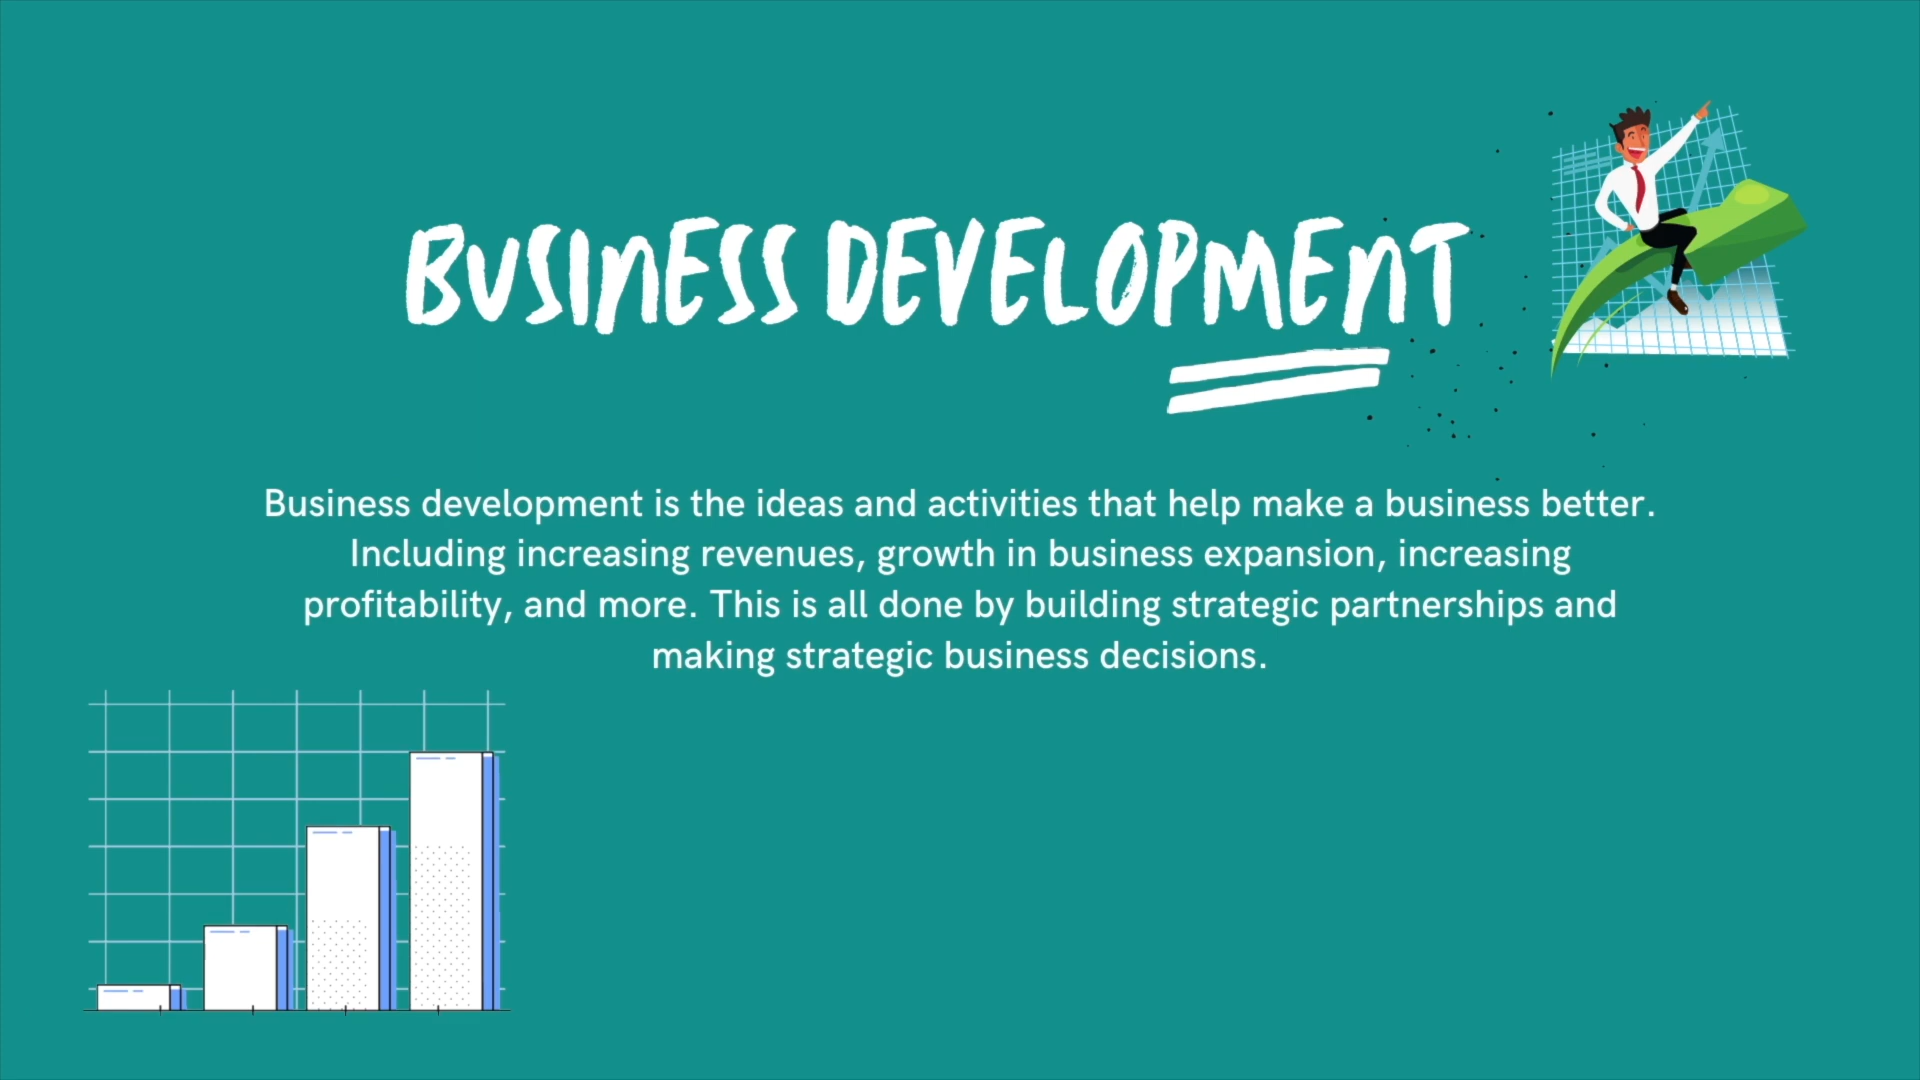 BUSINESS DEVELOPMENT
Business development is the ideas and activities that help make a business better.
Including increasing revenues, growth in business expansion, increasing
profitability, and more. This is all done by building strategic partnerships and
making strategic business decisions.